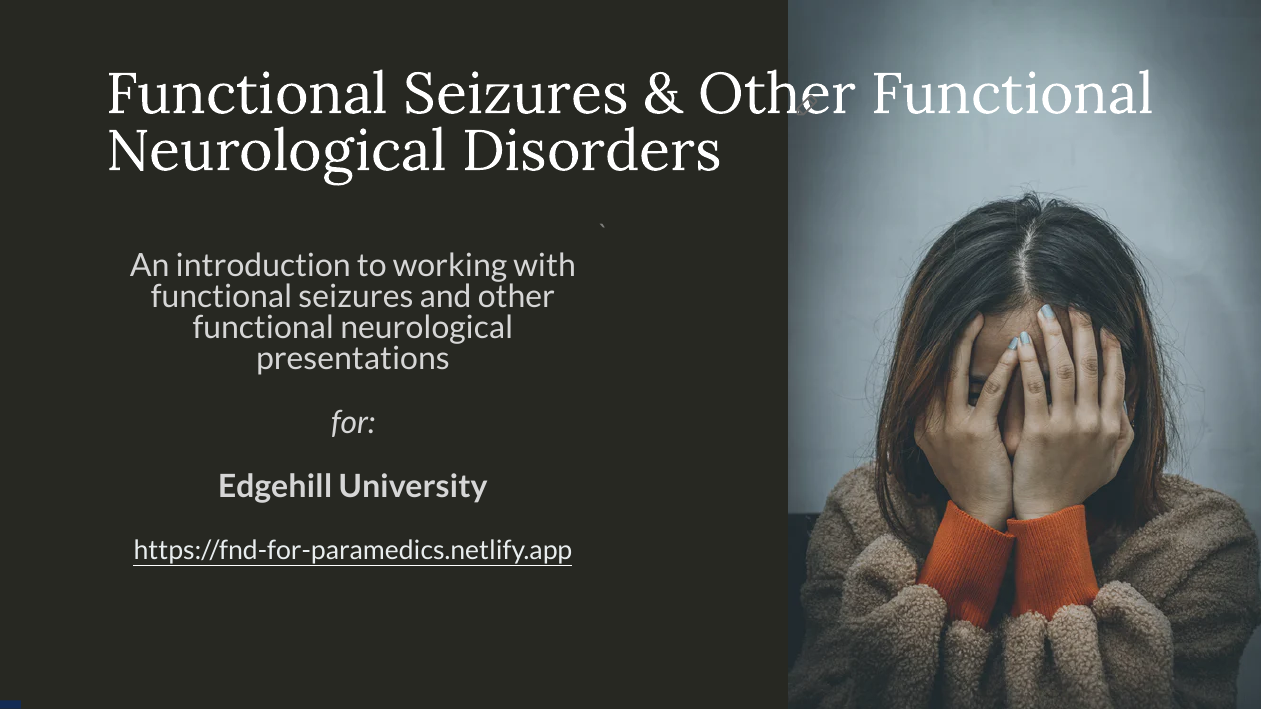 Functional Seizures & Other Functional
Neurological Disorders
`
An introduction to working with
functional seizures and other
functional neurological
presentations
for:
Edgehill University
https://fnd-for-paramedics.netlify.app